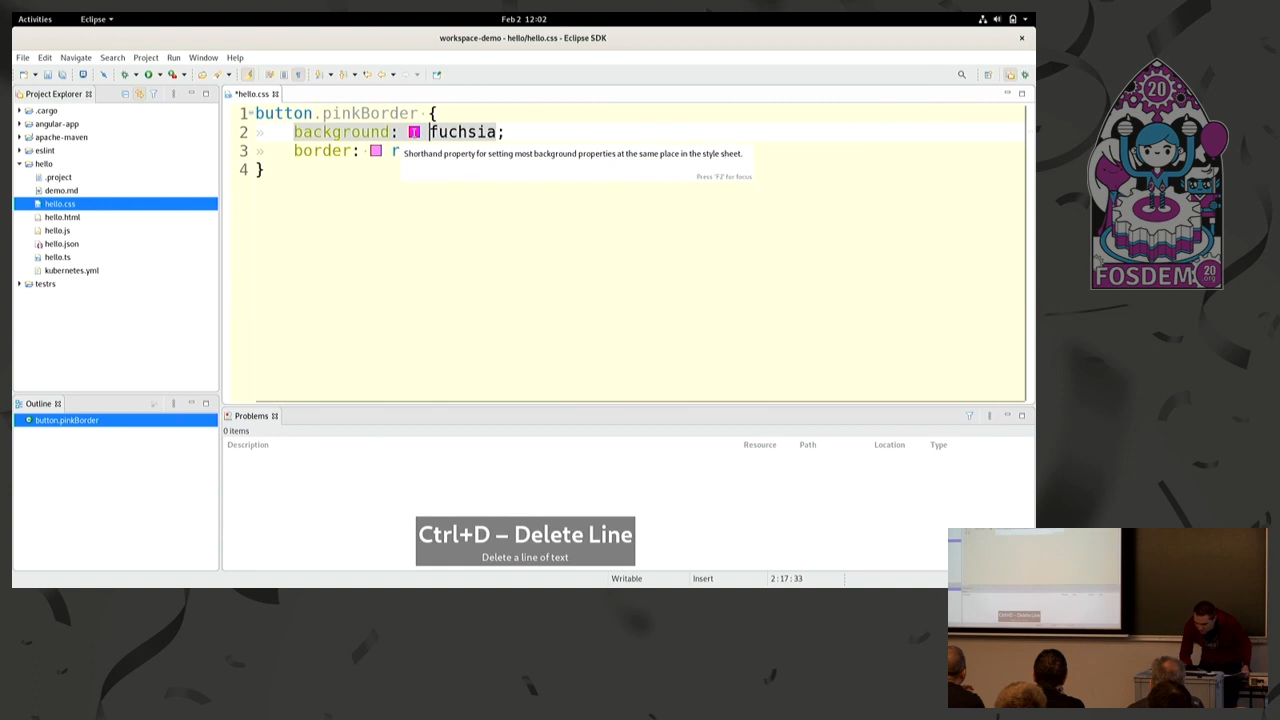 Activities
Eclipse
Feb 2 12:02
workspace-demo - hello/hello.css - Eclipse SDK
File Edit Navigate Search Project Run Window Help
Project Explorer
*hello.css
.cargo
angular-app
apache-maven
eslint
hello
.project
demo.md
hello.css
hello.html
hello.js
hello.json
hello.ts
kubernetes.yml
testrs
1 button.pinkBorder {
2 background: fuchsia;
3 border: r
4 }
Shorthand property for setting most background properties at the same place in the style sheet.
Press 'F2' for focus
Outline
button.pinkBorder
Problems
0 items
Description Resource Path Location Type
Ctrl+D – Delete Line
Delete a line of text
Writable Insert 2:17:33
20
FOSDEM
20
.org
Ctrl+D – Delete Line